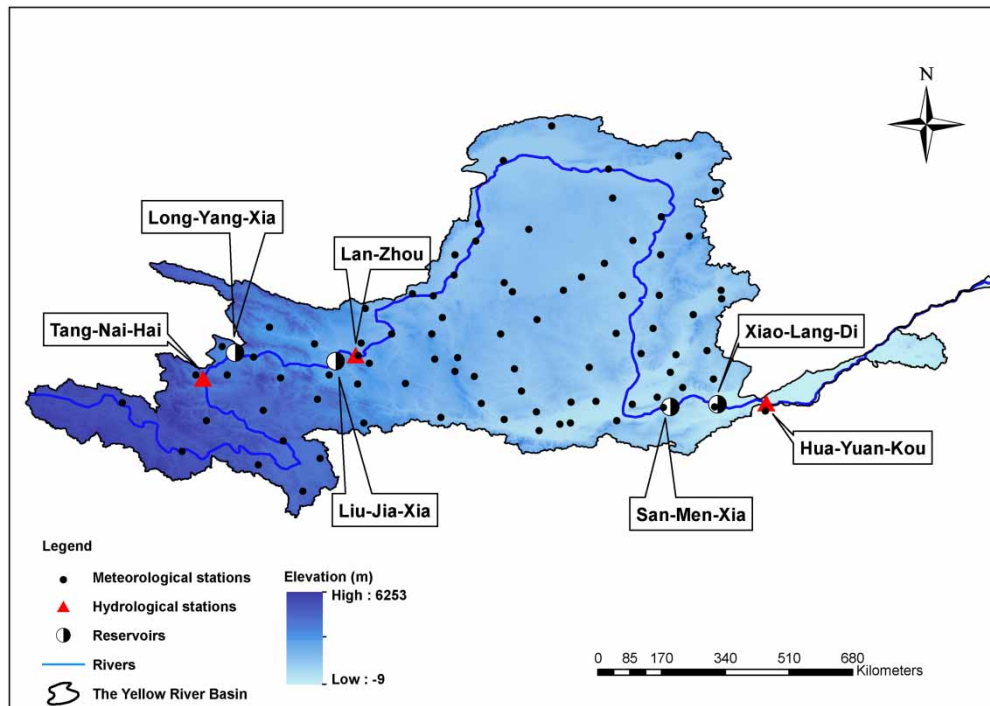 N
Long-Yang-Xia
Lan-Zhou
Tang-Nai-Hai
Xiao-Lang-Di
Hua-Yuan-Kou
Liu-Jia-Xia
San-Men-Xia
Legend
Meteorological stations
Hydrological stations
Reservoirs
Rivers
The Yellow River Basin
Elevation (m)
High : 6253
Low : -9
0 85 170 340 510 680
Kilometers